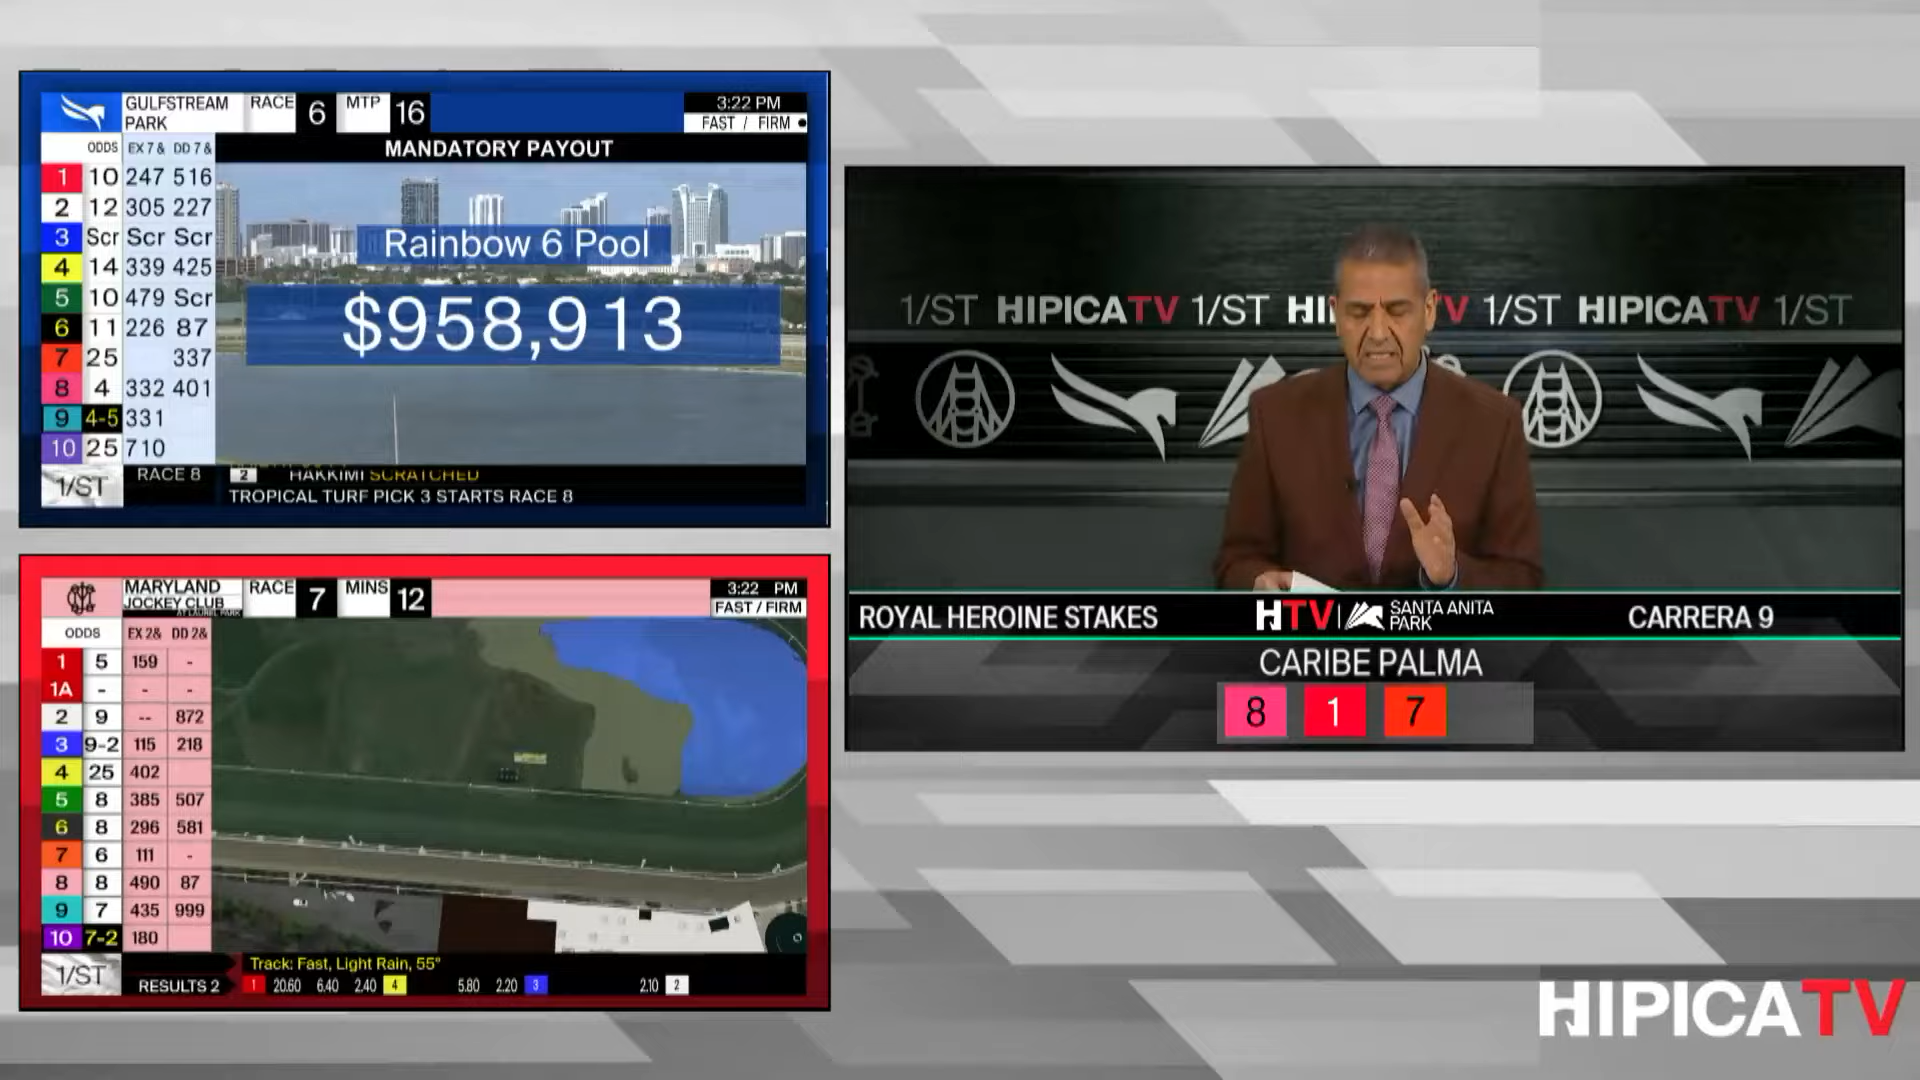 GULFSTREAM PARK RACE 6 MTP 16 3:22 PM
FAST / FIRM
MANDATORY PAYOUT
ODDS EX 7& DD 7&
1 10 247 516
2 12 305 227
3 Scr Scr Scr
4 14 339 425
5 10 479 Scr
6 11 226 87
7 25 337
8 4 332 401
9 4-5 331
10 25 710
Rainbow 6 Pool
$958,913
1/ST RACE 8 2 HAKKIMI SCRATCHED
TROPICAL TURF PICK 3 STARTS RACE 8
MARYLAND JOCKEY CLUB AT LAUREL PARK RACE 7 MINS 12 3:22 PM
FAST / FIRM
ODDS EX 2& DD 2&
1 5 159 -
1A - - -
2 9 -- 872
3 9-2 115 218
4 25 402
5 8 385 507
6 8 296 581
7 6 111 -
8 8 490 87
9 7 435 999
10 7-2 180
Track: Fast, Light Rain, 55°
1/ST RESULTS 2 1 20.60 6.40 2.40 4 5.80 2.20 3 2.10 2
1/ST HIPICATV 1/ST HI V 1/ST HIPICATV 1/ST
ROYAL HEROINE STAKES HTV SANTA ANITA PARK CARRERA 9
CARIBE PALMA
8 1 7
HIPICATV